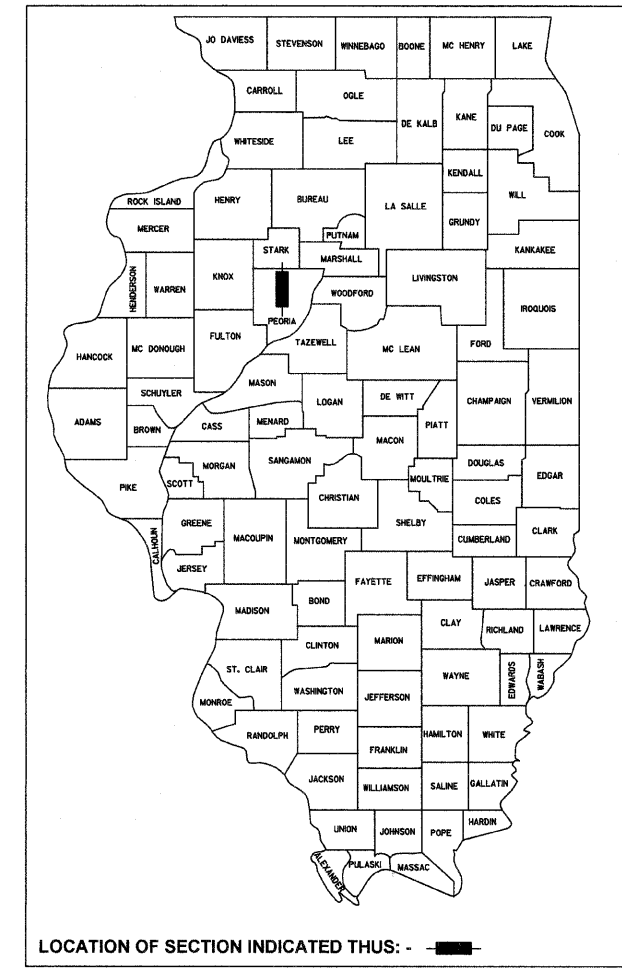 JO DAVIESS STEVENSON WINNEBAGO BOONE MC HENRY LAKE
CARROLL OGLE DE KALB KANE DU PAGE COOK
WHITESIDE LEE KENDALL WILL
ROCK ISLAND HENRY BUREAU LA SALLE GRUNDY
MERCER STARK PUTNAM KANKAKEE
HENDERSON WARREN KNOX MARSHALL LIVINGSTON
PEORIA WOODFORD IROQUOIS
HANCOCK MC DONOUGH FULTON TAZEWELL MC LEAN FORD
SCHUYLER MASON LOGAN DE WITT CHAMPAIGN VERMILION
ADAMS BROWN CASS MENARD MACON PIATT
PIKE SCOTT MORGAN SANGAMON CHRISTIAN MOULTRIE DOUGLAS EDGAR
COLES
CALHOUN GREENE MACOUPIN MONTGOMERY SHELBY CUMBERLAND CLARK
JERSEY FAYETTE EFFINGHAM JASPER CRAWFORD
MADISON BOND CLAY RICHLAND LAWRENCE
CLINTON MARION
ST. CLAIR WASHINGTON JEFFERSON WAYNE EDWARDS WABASH
MONROE
RANDOLPH PERRY FRANKLIN HAMILTON WHITE
JACKSON WILLIAMSON SALINE GALLATIN
UNION JOHNSON POPE HARDIN
ALEXANDER PULASKI MASSAC
LOCATION OF SECTION INDICATED THUS: -